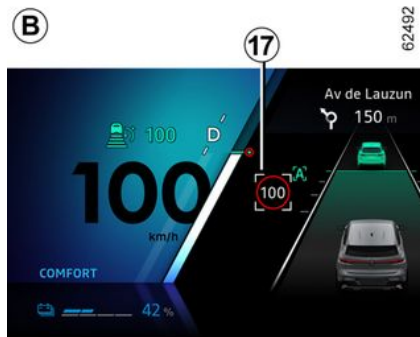 B
17
62492
Av de Lauzun
150 m
100
D
A
100
100
km/h
COMFORT
42 %